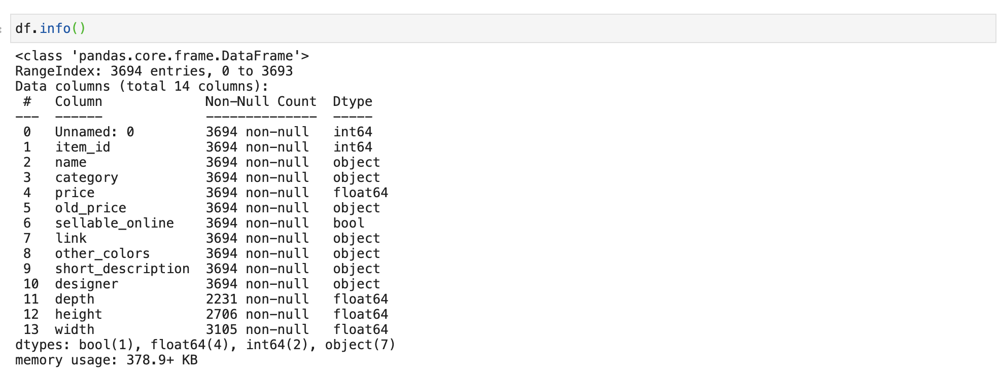 df.info()
<class 'pandas.core.frame.DataFrame'>
RangeIndex: 3694 entries, 0 to 3693
Data columns (total 14 columns):
 #   Column             Non-Null Count  Dtype
---  ------             --------------  -----
 0   Unnamed: 0         3694 non-null   int64
 1   item_id            3694 non-null   int64
 2   name               3694 non-null   object
 3   category           3694 non-null   object
 4   price              3694 non-null   float64
 5   old_price          3694 non-null   object
 6   sellable_online    3694 non-null   bool
 7   link               3694 non-null   object
 8   other_colors       3694 non-null   object
 9   short_description  3694 non-null   object
 10  designer           3694 non-null   object
 11  depth              2231 non-null   float64
 12  height             2706 non-null   float64
 13  width              3105 non-null   float64
dtypes: bool(1), float64(4), int64(2), object(7)
memory usage: 378.9+ KB